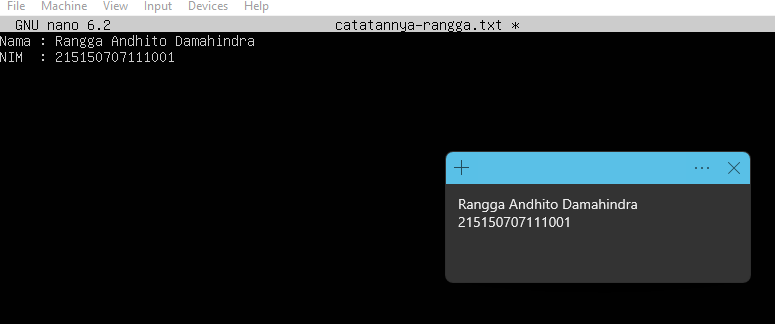 File Machine View Input Devices Help
GNU nano 6.2 catatannya-rangga.txt *
Nama : Rangga Andhito Damahindra
NIM  : 215150707111001
Rangga Andhito Damahindra
215150707111001